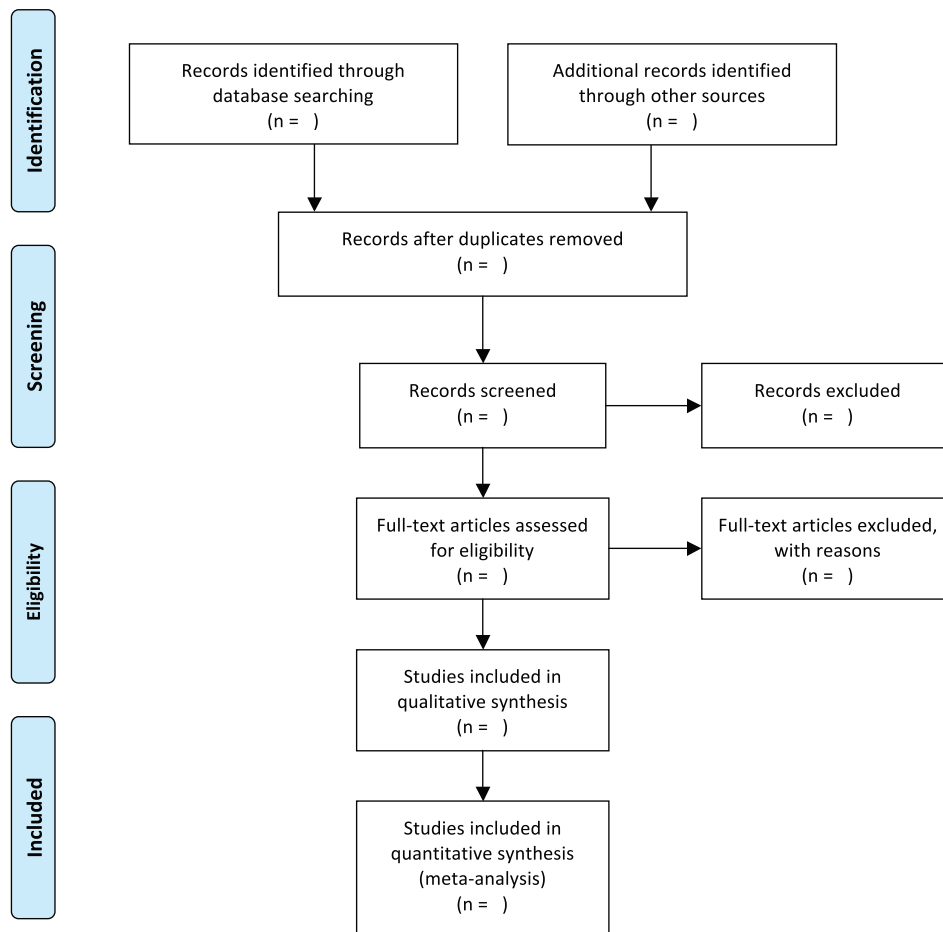 Identification
Records identified through
database searching
(n =   )
Additional records identified
through other sources
(n =   )
Records after duplicates removed
(n =   )
Screening
Records screened
(n =   )
Records excluded
(n =   )
Eligibility
Full-text articles assessed
for eligibility
(n =   )
Full-text articles excluded,
with reasons
(n =   )
Studies included in
qualitative synthesis
(n =   )
Included
Studies included in
quantitative synthesis
(meta-analysis)
(n =   )